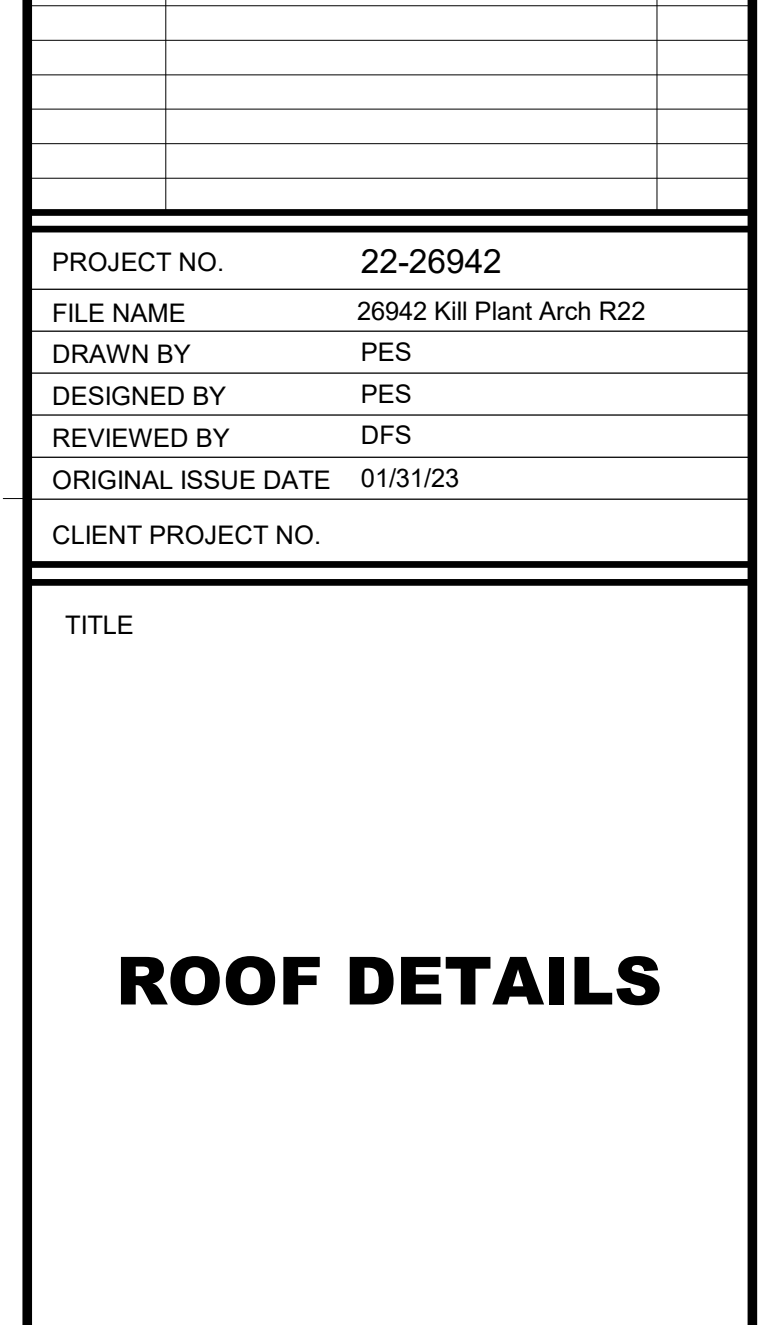 PROJECT NO. 22-26942
FILE NAME 26942 Kill Plant Arch R22
DRAWN BY PES
DESIGNED BY PES
REVIEWED BY DFS
ORIGINAL ISSUE DATE 01/31/23
CLIENT PROJECT NO.
TITLE
ROOF DETAILS